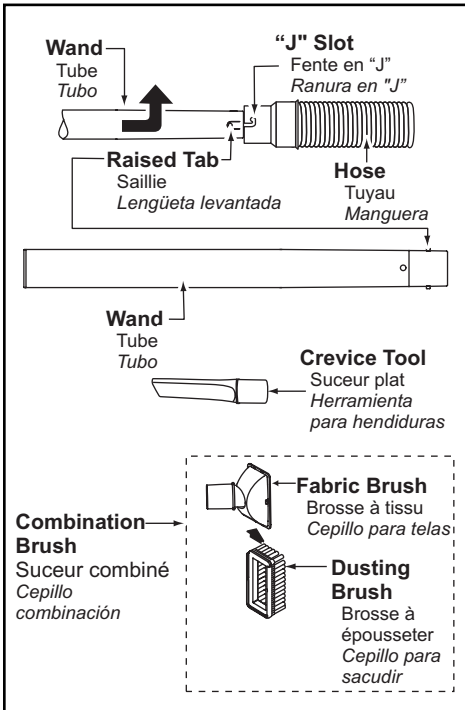 Wand
Tube
Tubo
“J" Slot
Fente en “J”
Ranura en "J”
Raised Tab
Saillie
Lengüeta levantada
Hose
Tuyau
Manguera
Wand
Tube
Tubo
Crevice Tool
Suceur plat
Herramienta
para hendiduras
Combination
Brush
Suceur combiné
Cepillo
combinación
Fabric Brush
Brosse à tissu
Cepillo para telas
Dusting
Brush
Brosse à
épousseter
Cepillo para
sacudir